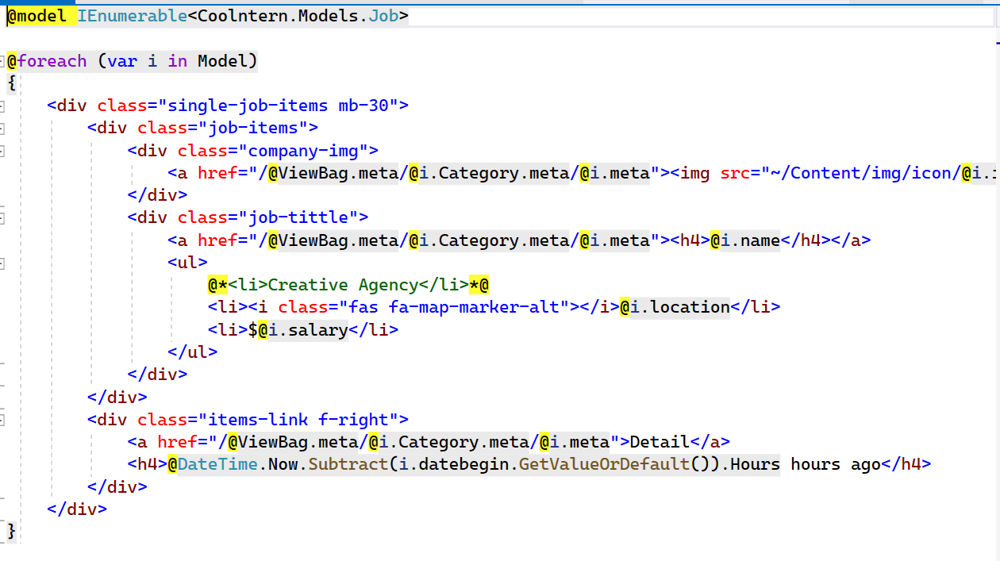 @model IEnumerable<CoolIntern.Models.Job>
@foreach (var i in Model)
{
<div class="single-job-items mb-30">
<div class="job-items">
<div class="company-img">
<a href="/@ViewBag.meta/@i.Category.meta/@i.meta"><img src="~/Content/img/icon/@i.i
</div>
<div class="job-tittle">
<a href="/@ViewBag.meta/@i.Category.meta/@i.meta"><h4>@i.name</h4></a>
<ul>
@*<li>Creative Agency</li>*@
<li><i class="fas fa-map-marker-alt"></i>@i.location</li>
<li>$@i.salary</li>
</ul>
</div>
</div>
<div class="items-link f-right">
<a href="/@ViewBag.meta/@i.Category.meta/@i.meta">Detail</a>
<h4>@DateTime.Now.Subtract(i.datebegin.GetValueOrDefault()).Hours hours ago</h4>
</div>
</div>
}